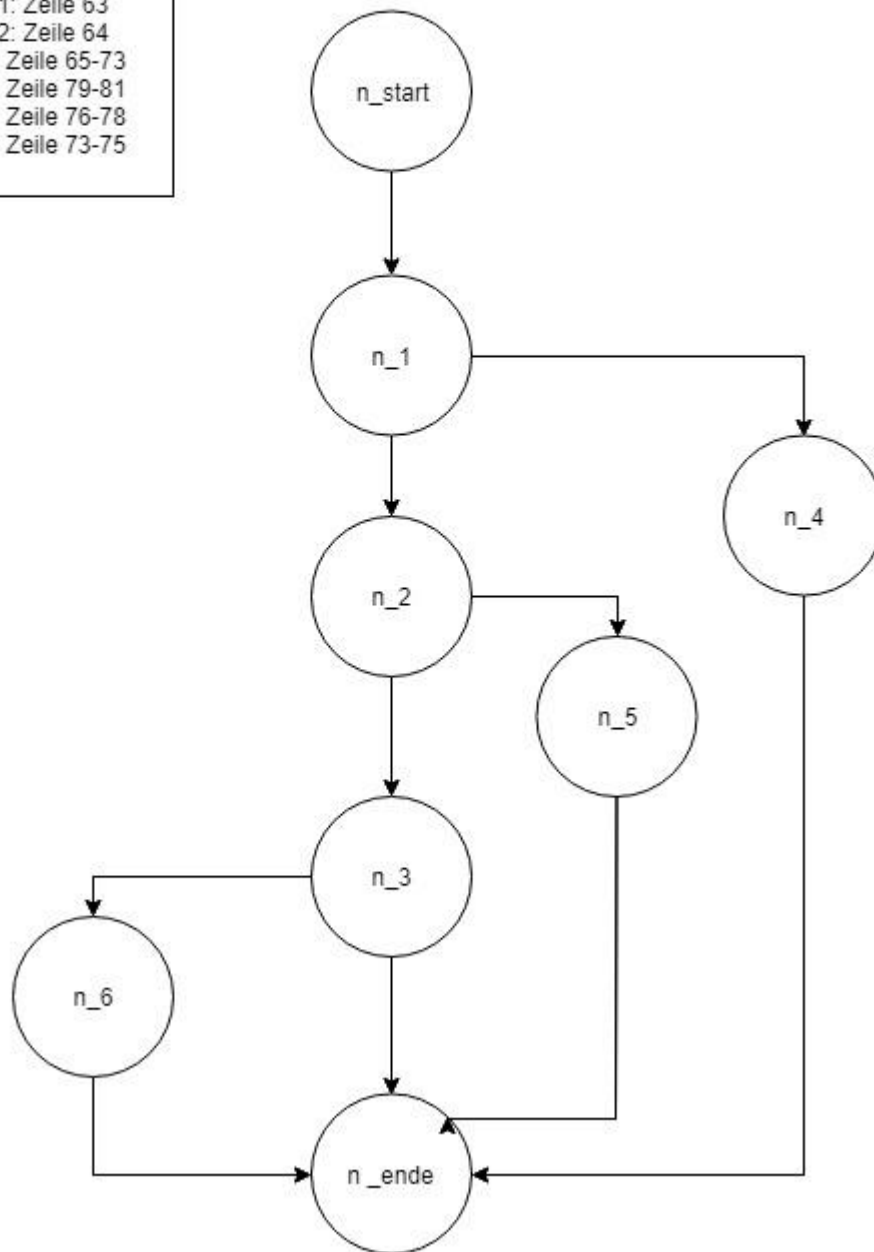 1: Zeile 63
2: Zeile 64
Zeile 65-73
Zeile 79-81
Zeile 76-78
Zeile 73-75
n_start
n_1
n_4
n_2
n_5
n_3
n_6
n _ende